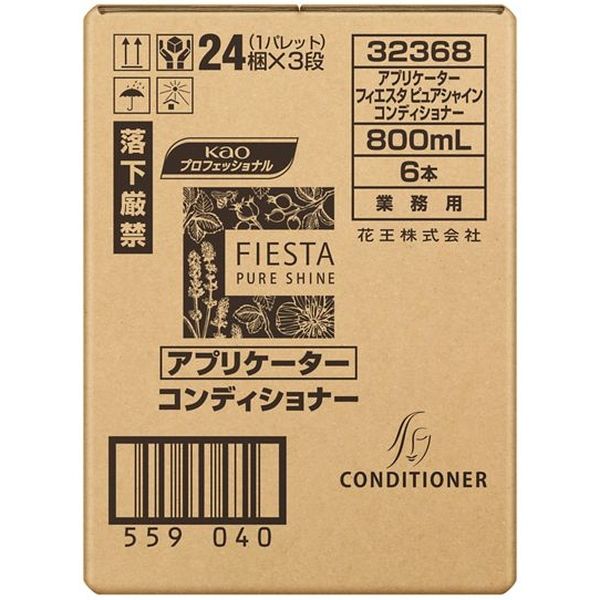 24(1パレット)
梱×3段
32368
アプリケーター
フィエスタ ピュアシャイン
コンディショナー
800mL
6本
業務用
花王株式会社
落下厳禁
Kao
プロフェッショナル
FIESTA
PURE SHINE
アプリケーター
コンディショナー
CONDITIONER
559 040